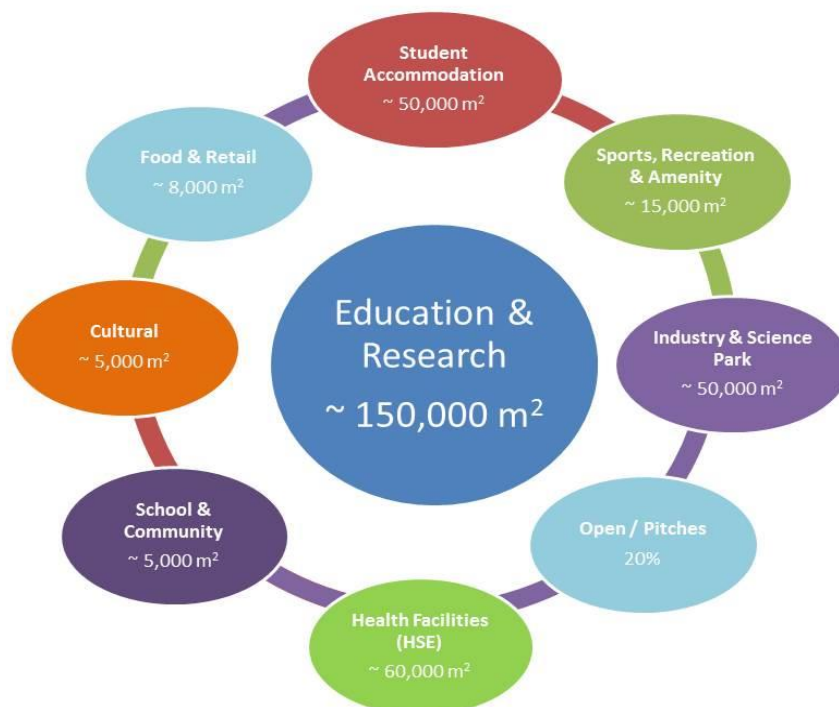 Student
Accommodation
~ 50,000 m²
Sports, Recreation
& Amenity
~ 15,000 m²
Industry & Science
Park
~ 50,000 m²
Open / Pitches
20%
Health Facilities
(HSE)
~ 60,000 m²
School &
Community
~ 5,000 m²
Cultural
~ 5,000 m²
Food & Retail
~ 8,000 m²
Education &
Research
~ 150,000 m²